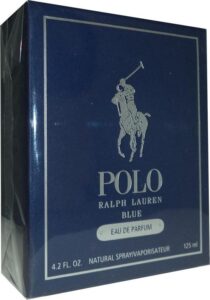 POLO
RALPH LAUREN
BLUE
EAU DE PARFUM
4.2 FL. OZ. NATURAL SPRAY/VAPORISATEUR 125 ml